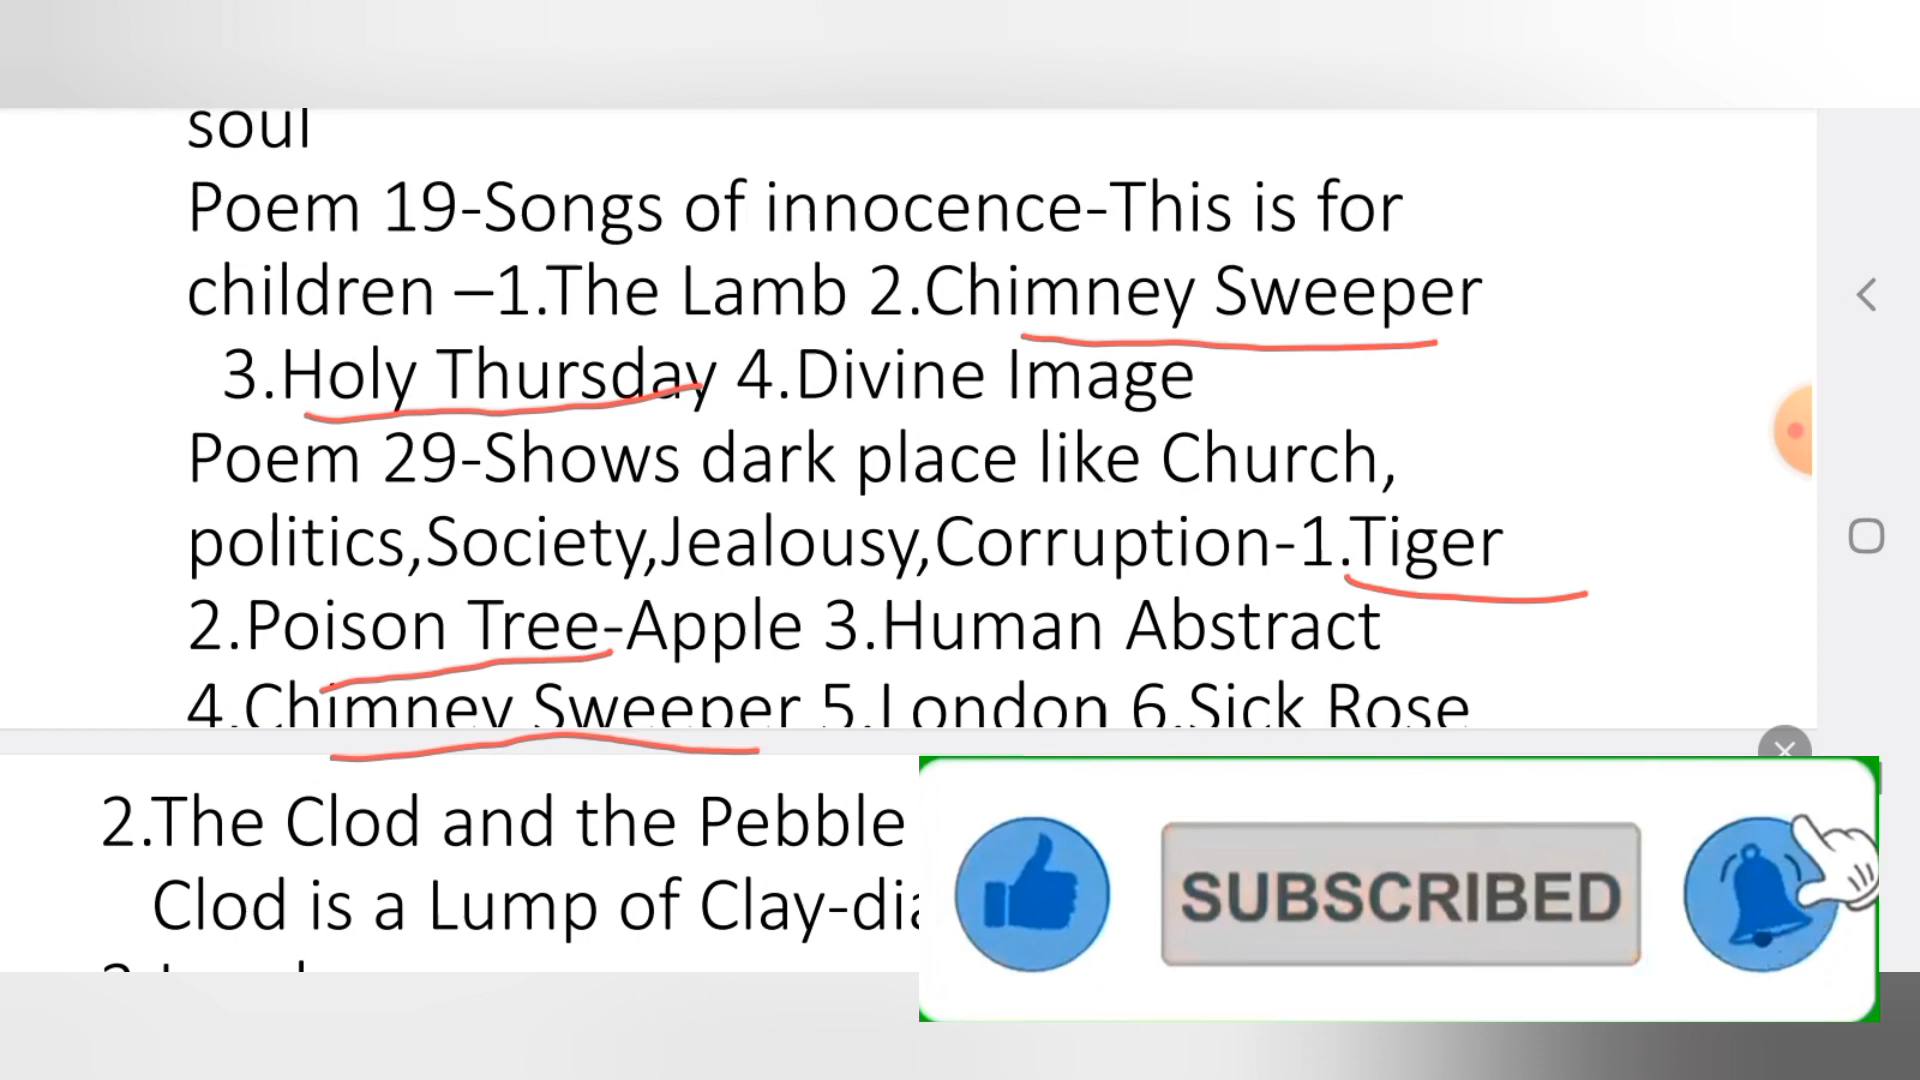 soul
Poem 19-Songs of innocence-This is for
children –1.The Lamb 2.Chimney Sweeper
3.Holy Thursday 4.Divine Image
Poem 29-Shows dark place like Church,
politics,Society,Jealousy,Corruption-1.Tiger
2.Poison Tree-Apple 3.Human Abstract
4.Chimney Sweeper 5.London 6.Sick Rose
2.The Clod and the Pebble
Clod is a Lump of Clay-dia
SUBSCRIBED